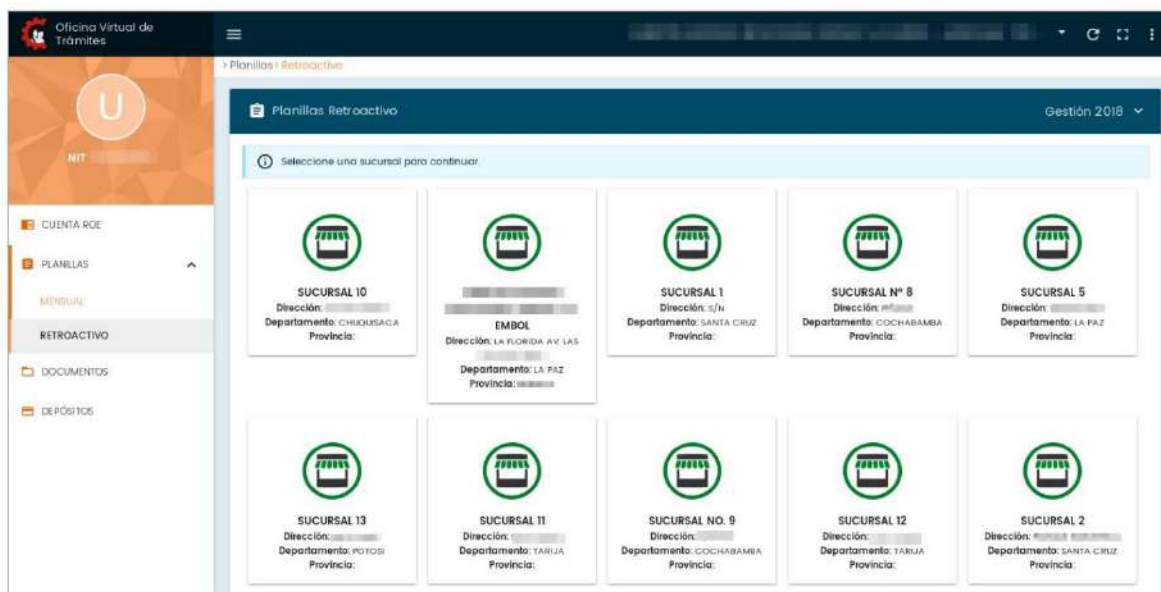 Oficina Virtual de
Trámites
> Planillas > Retroactivo
U
NIT
Planillas Retroactivo
Gestión 2018
Seleccione una sucursal para continuar.
CUENTA ROE
PLANILLAS
MENSUAL
RETROACTIVO
DOCUMENTOS
DEPÓSITOS
SUCURSAL 10
Dirección:
Departamento: CHUQUISACA
Provincia:
EMBOL
Dirección: LA FLORIDA AV. LAS
Departamento: LA PAZ
Provincia:
SUCURSAL 1
Dirección: S/N
Departamento: SANTA CRUZ
Provincia:
SUCURSAL Nº 8
Dirección:
Departamento: COCHABAMBA
Provincia:
SUCURSAL 5
Dirección:
Departamento: LA PAZ
Provincia:
SUCURSAL 13
Dirección:
Departamento: POTOSI
Provincia:
SUCURSAL 11
Dirección:
Departamento: TARIJA
Provincia:
SUCURSAL NO. 9
Dirección:
Departamento: COCHABAMBA
Provincia:
SUCURSAL 12
Dirección:
Departamento: TARIJA
Provincia:
SUCURSAL 2
Dirección:
Departamento: SANTA CRUZ
Provincia: